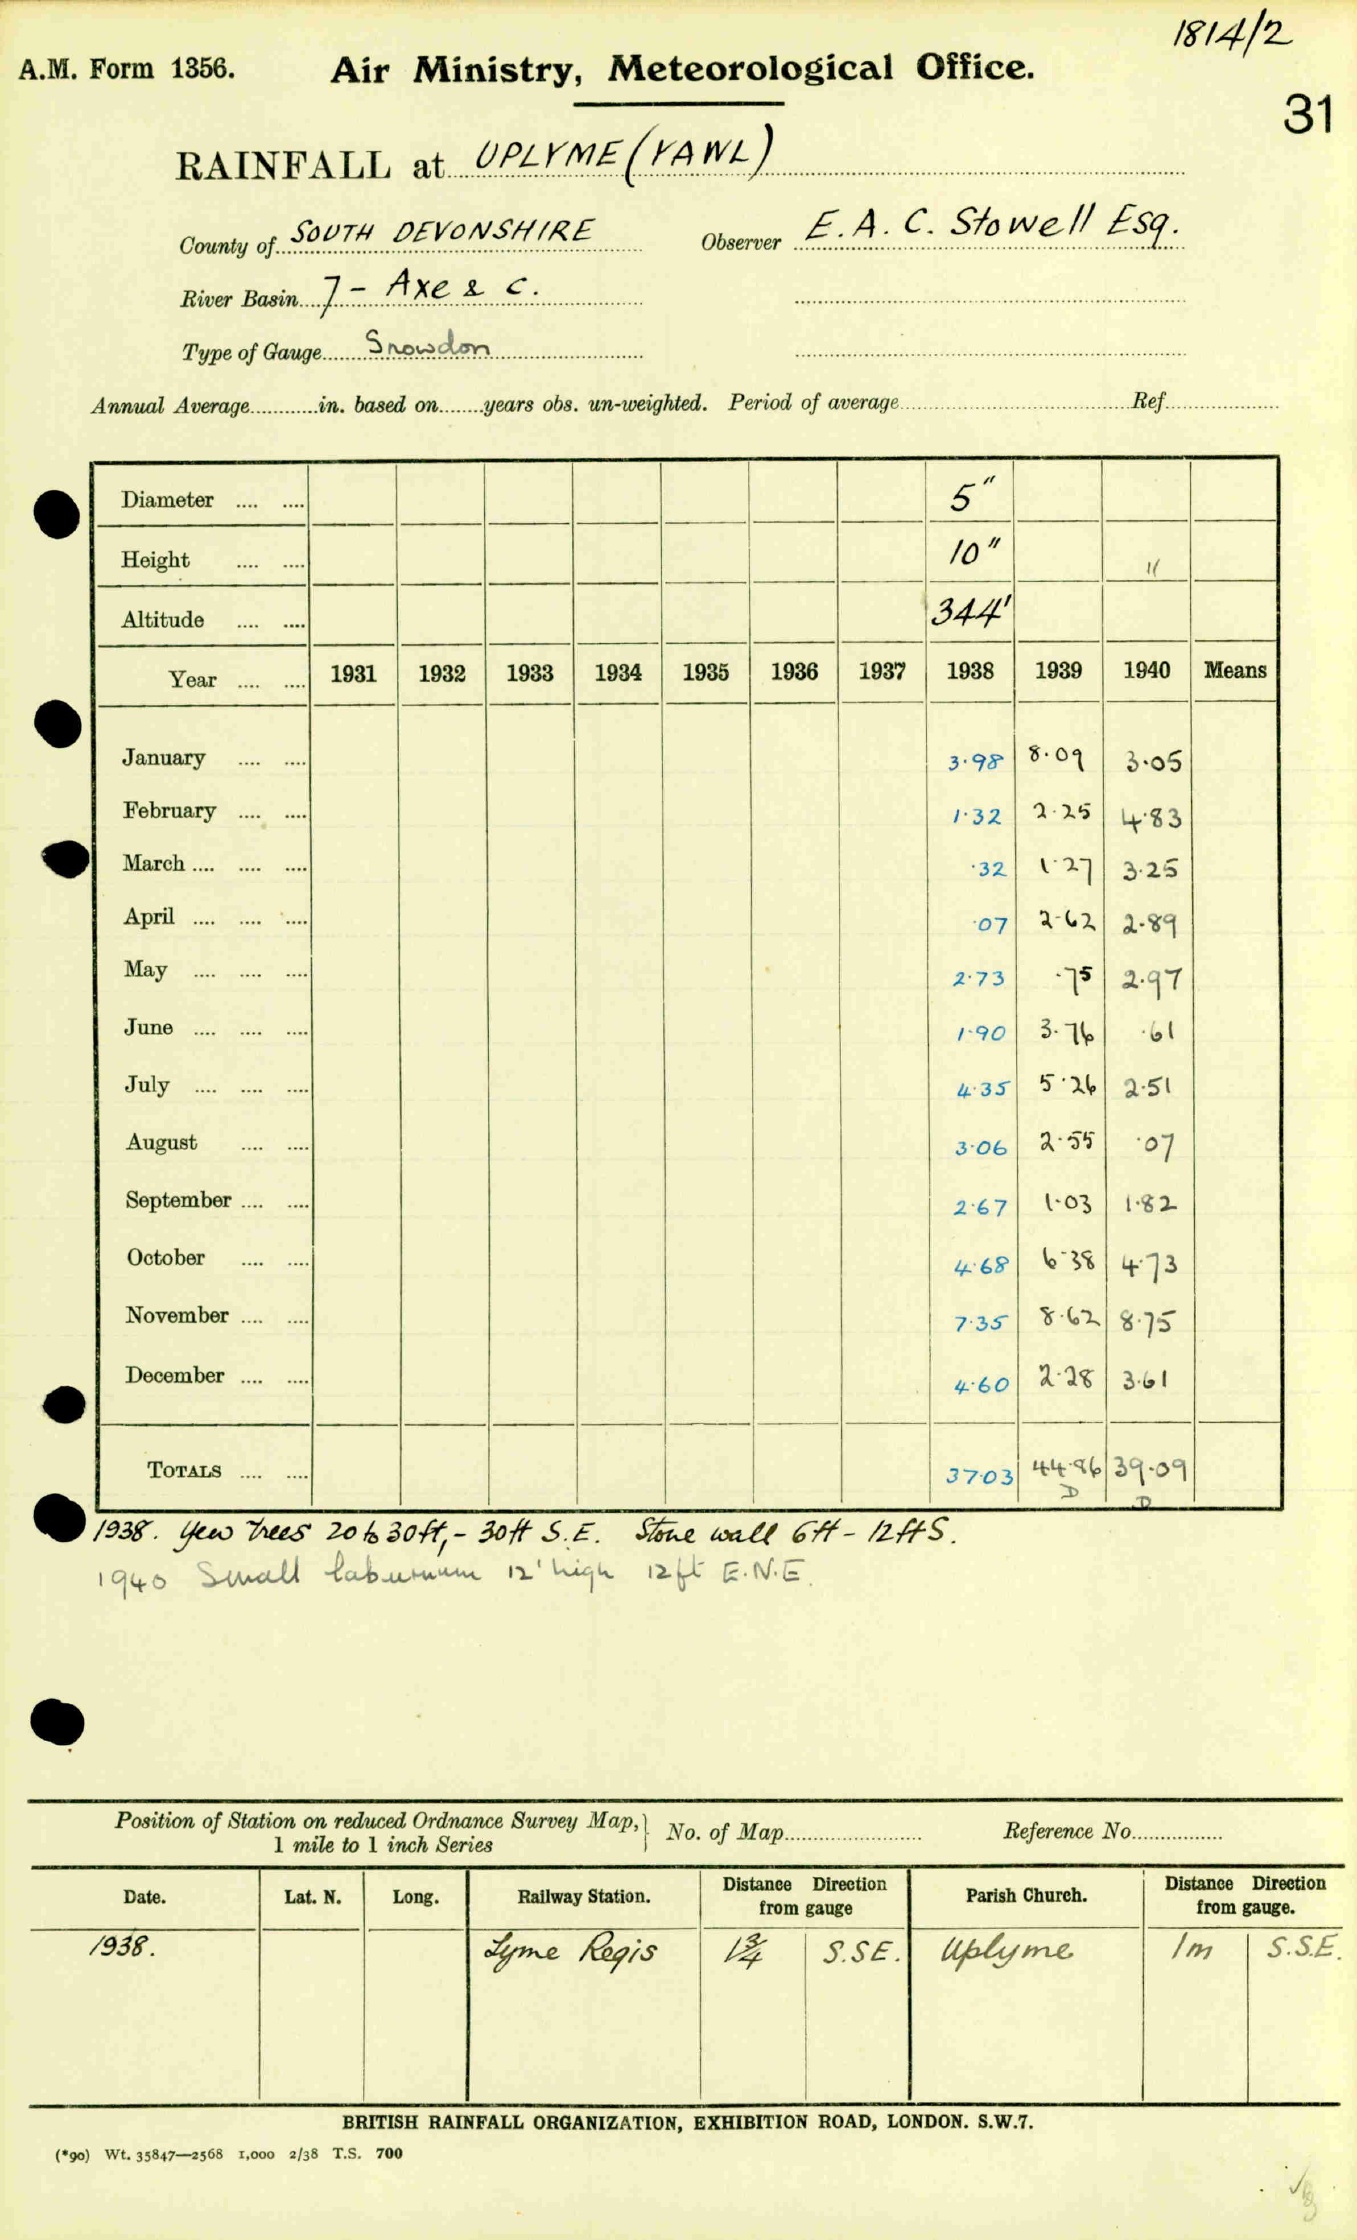 1814/2
A.M. Form 1356. Air Ministry, Meteorological Office.
31
RAINFALL at UPLYME (YAWL)
County of SOUTH DEVONSHIRE Observer E. A. C. Stowell Esq.
River Basin 7 - Axe & c.
Type of Gauge Snowdon
Annual Average in. based on years obs. un-weighted. Period of average Ref.
Diameter 5"
Height 10" 11
Altitude 344'
Year 1931 1932 1933 1934 1935 1936 1937 1938 1939 1940 Means
January 3·98 8·09 3·05
February 1·32 2·25 4·83
March ·32 1·27 3·25
April ·07 2·62 2·89
May 2·73 ·75 2·97
June 1·90 3·76 ·61
July 4·35 5·26 2·51
August 3·06 2·55 ·07
September 2·67 1·03 1·82
October 4·68 6·38 4·73
November 7·35 8·62 8·75
December 4·60 2·28 3·61
TOTALS 37·03 44·86 39·09
D D
1938. Yew Trees 20 to 30ft, - 30ft S.E. Stone wall 6ft - 12ft S.
1940 Small laburnum 12' high 12ft E.N.E.
Position of Station on reduced Ordnance Survey Map, 1 mile to 1 inch Series } No. of Map Reference No.
Date. Lat. N. Long. Railway Station. Distance Direction from gauge Parish Church. Distance Direction from gauge.
1938. Lyme Regis 1¾ S.SE. Uplyme 1m S.S.E.
BRITISH RAINFALL ORGANIZATION, EXHIBITION ROAD, LONDON. S.W.7.
(*90) Wt. 35847—2568 1,000 2/38 T.S. 700